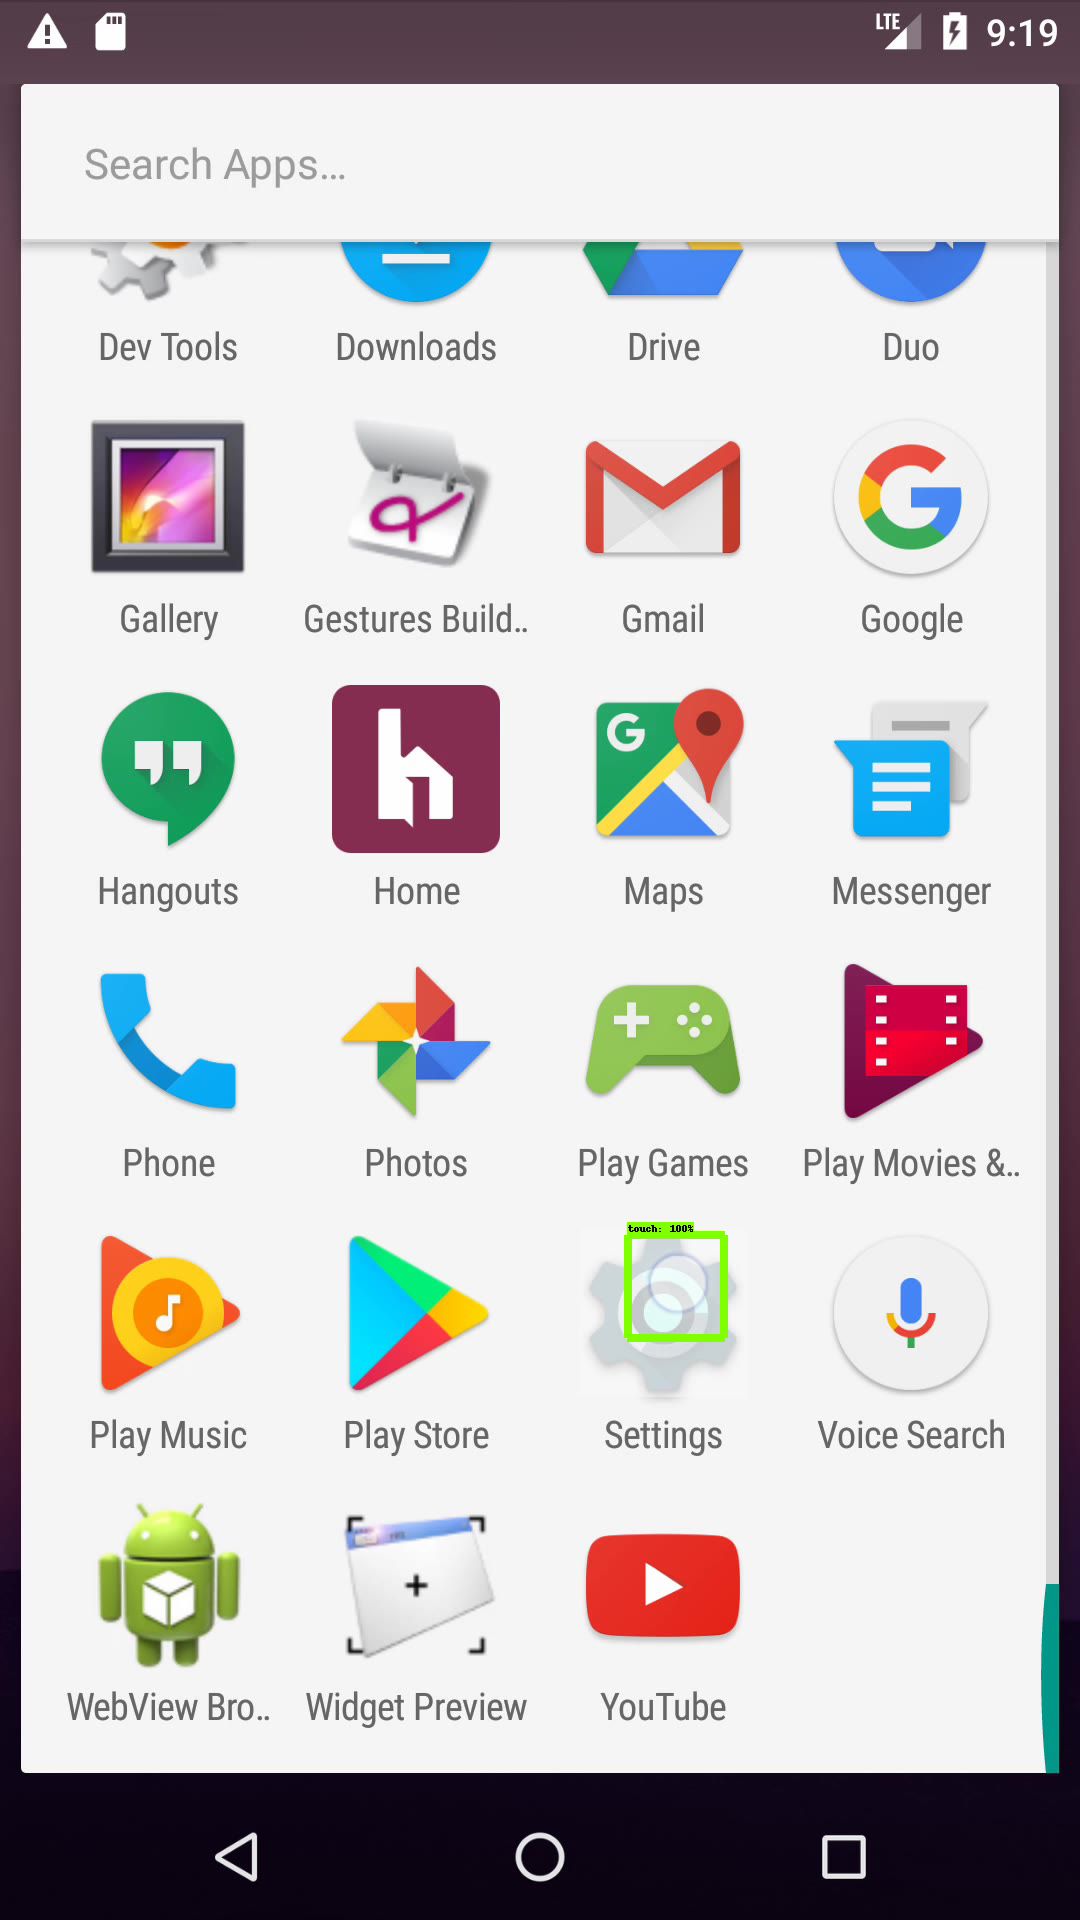 LTE 9:19
Search Apps...
Dev Tools Downloads Drive Duo
Gallery Gestures Build.. Gmail Google
Hangouts Home Maps Messenger
Phone Photos Play Games Play Movies &..
touch: 100%
Play Music Play Store Settings Voice Search
WebView Bro.. Widget Preview YouTube